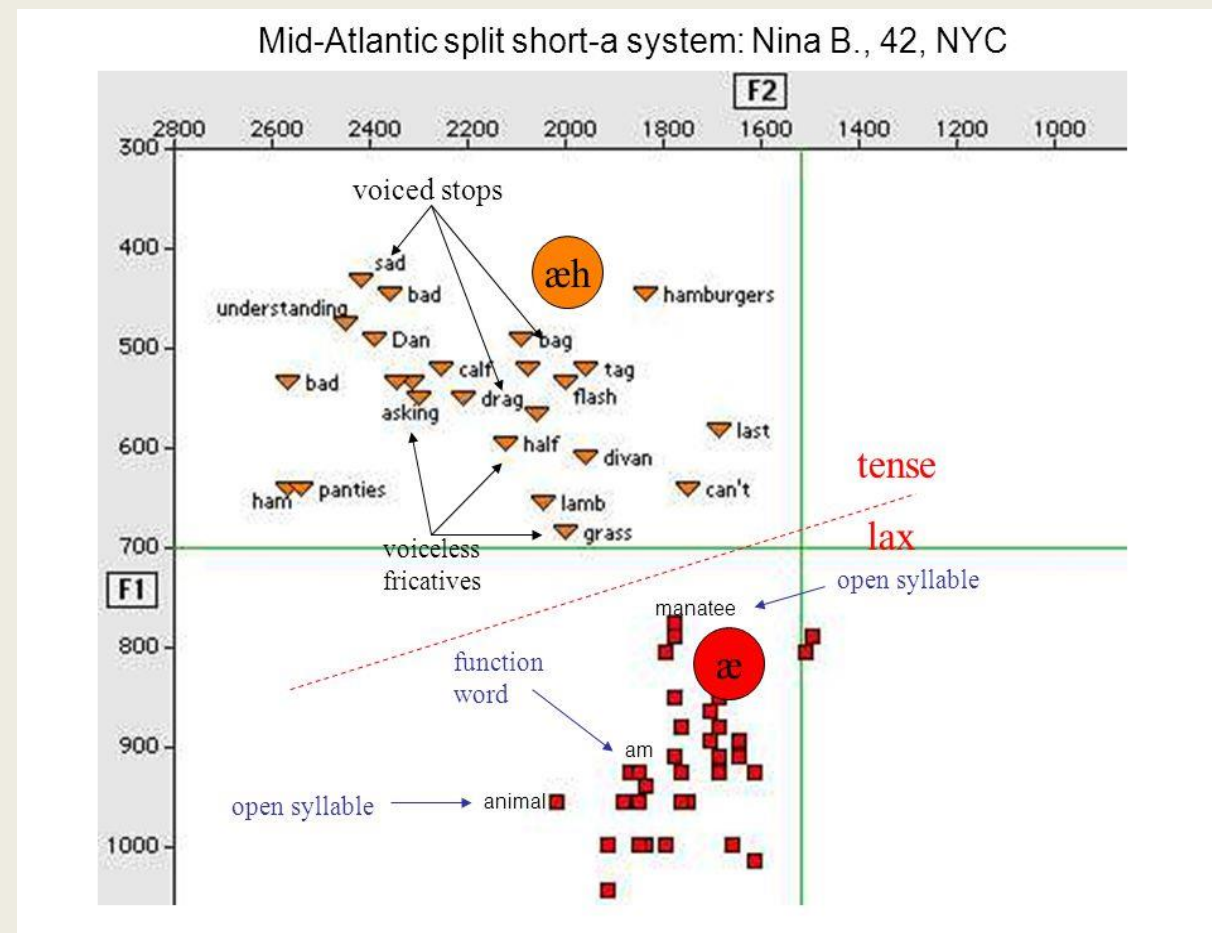 Mid-Atlantic split short-a system: Nina B., 42, NYC
F2
2800 2600 2400 2200 2000 1800 1600 1400 1200 1000
300
voiced stops
400
sad
æh
understanding
bad
hamburgers
500
Dan
bag
bad
calf
tag
asking
drag
flash
600
half
last
divan
tense
ham
panties
lamb
can't
grass
lax
700
voiceless
fricatives
open syllable
F1
manatee
800
function
word
æ
900
am
open syllable
animal
1000